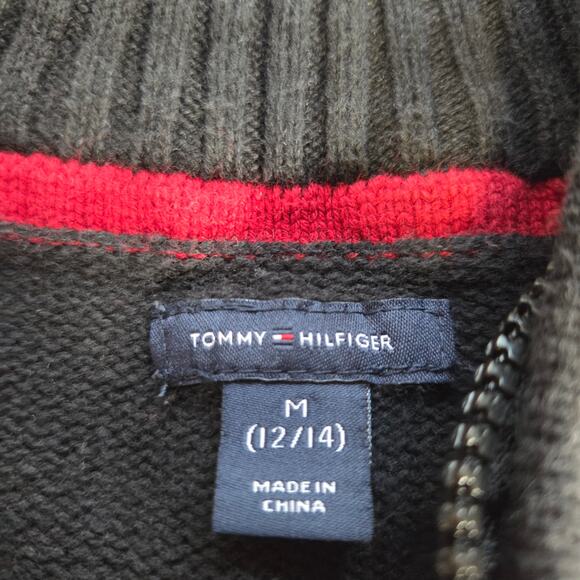 TOMMY HILFIGER
M
(12/14)
MADE IN
CHINA